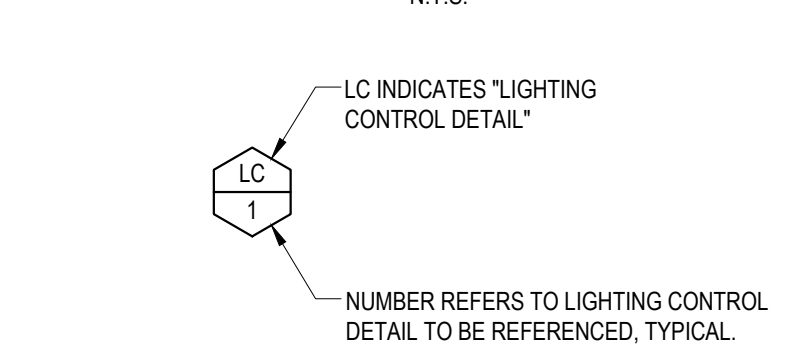 N.T.S.
LC INDICATES "LIGHTING
CONTROL DETAIL"
LC
1
NUMBER REFERS TO LIGHTING CONTROL
DETAIL TO BE REFERENCED, TYPICAL.